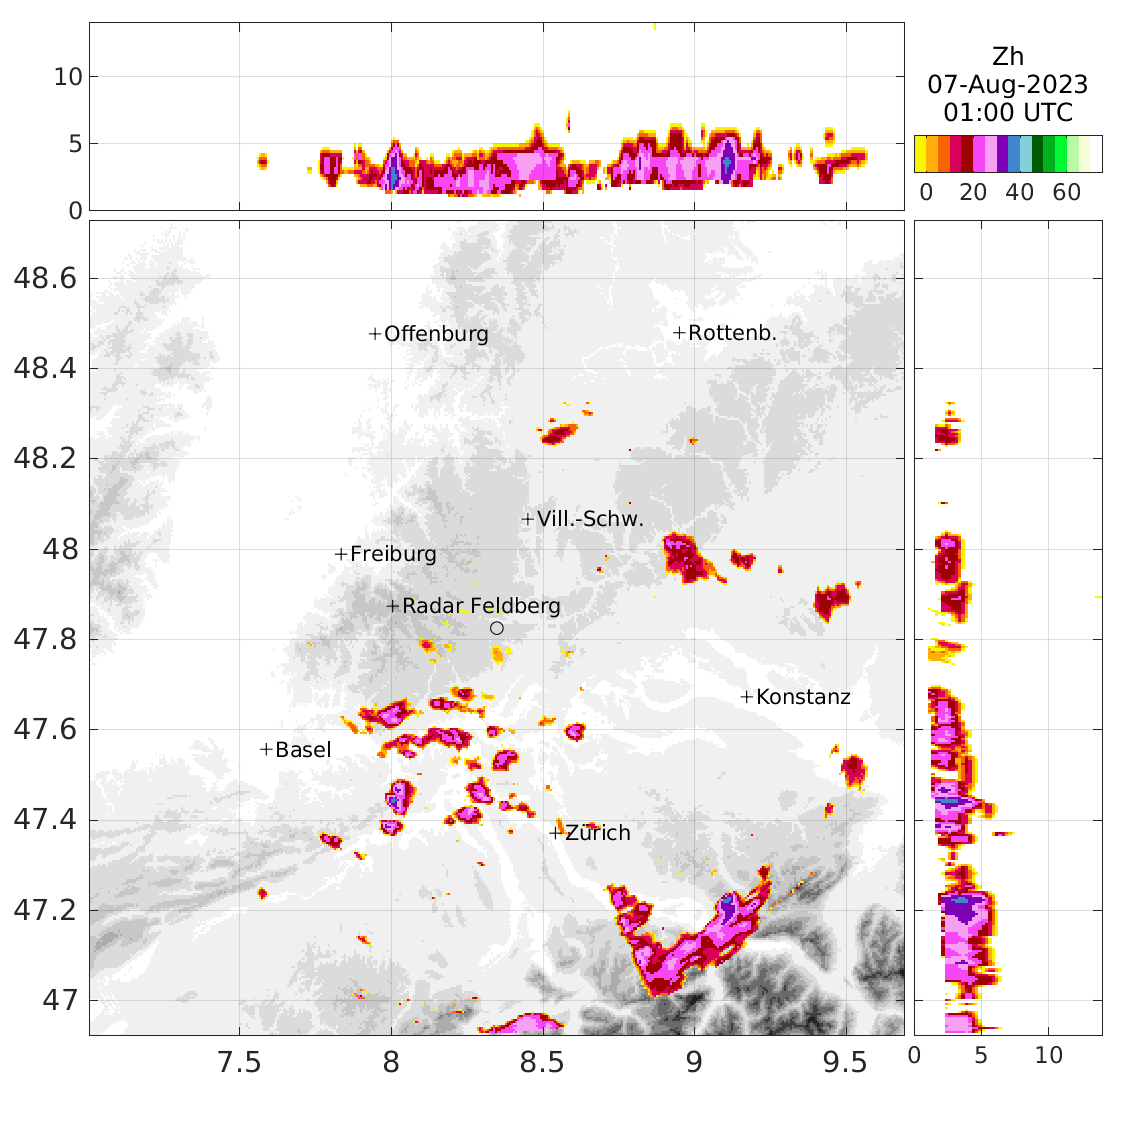 10
5
0
Zh
07-Aug-2023
01:00 UTC
0 20 40 60
48.6
48.4
48.2
48
47.8
47.6
47.4
47.2
47
+Offenburg
+Rottenb.
+Vill.-Schw.
+Freiburg
+Radar Feldberg
+Konstanz
+Basel
+Zürich
7.5 8 8.5 9 9.5
0 5 10